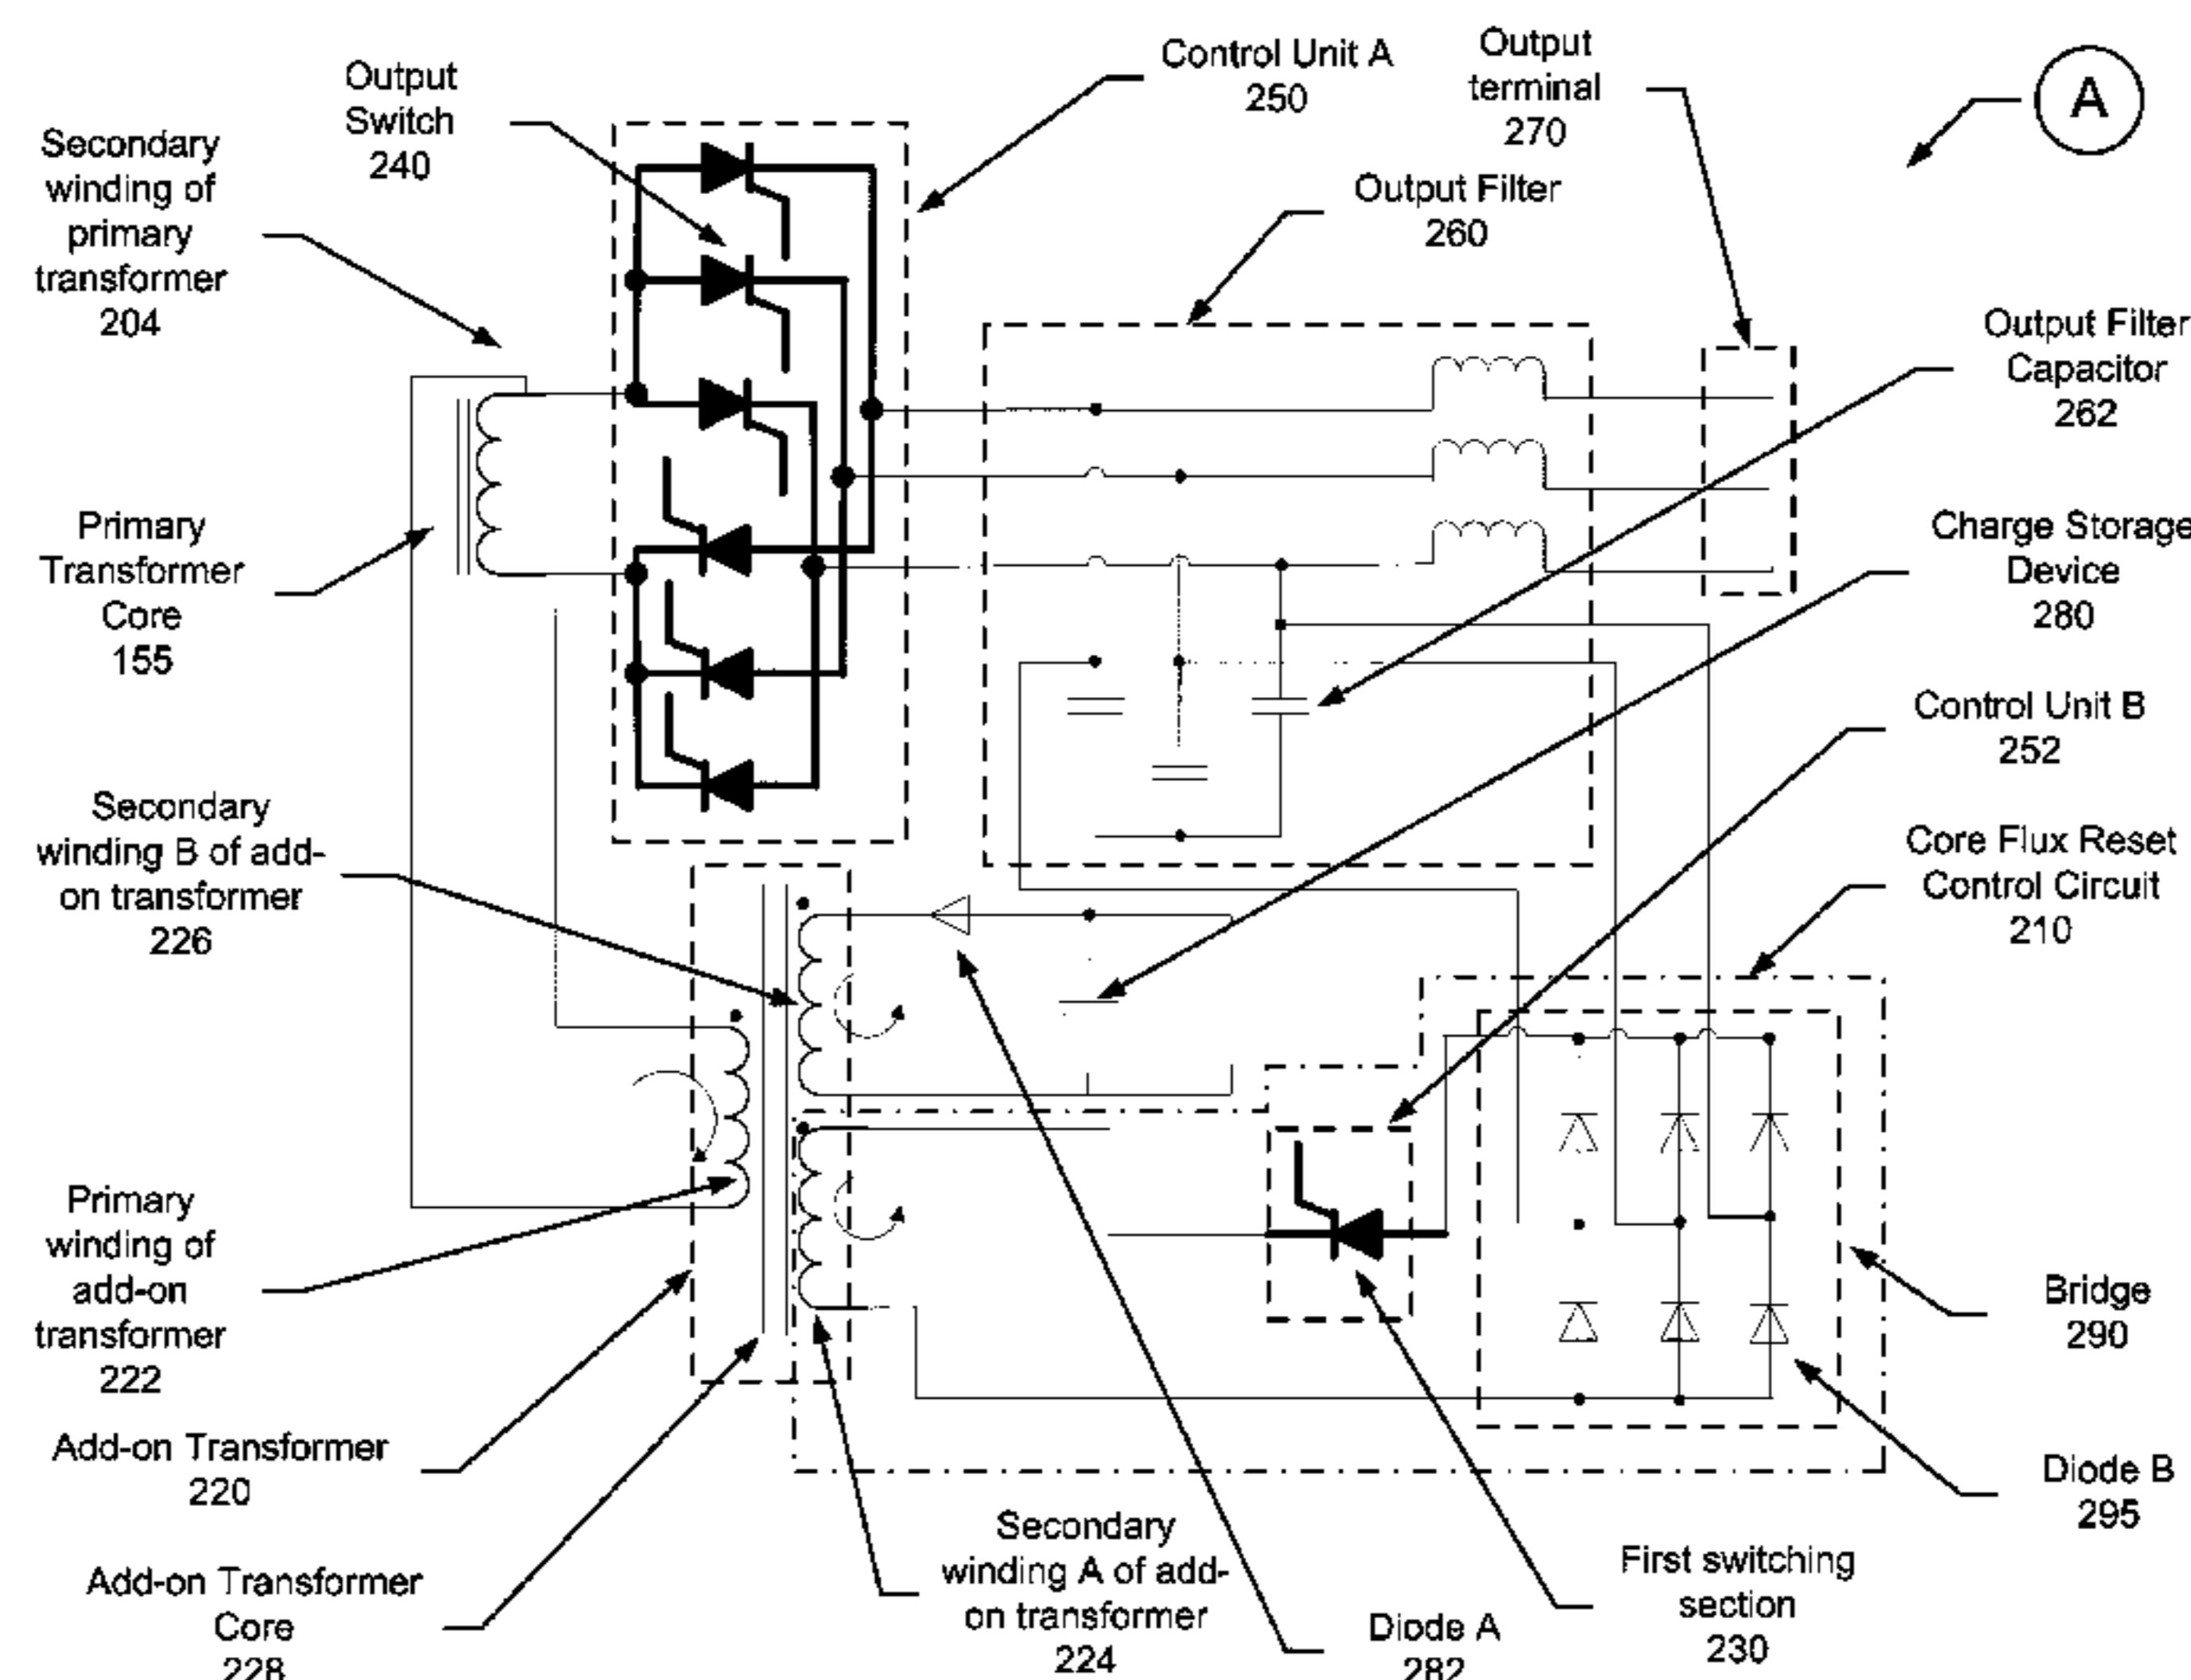 Output
Switch
240
Control Unit A
250
Output
terminal
270
A
Secondary
winding of
primary
transformer
204
Output Filter
260
Output Filter
Capacitor
262
Primary
Transformer
Core
155
Charge Storage
Device
280
Control Unit B
252
Secondary
winding B of add-
on transformer
226
Core Flux Reset
Control Circuit
210
Primary
winding of
add-on
transformer
222
Bridge
290
Add-on Transformer
220
Diode B
295
Add-on Transformer
Core
228
Secondary
winding A of add-
on transformer
224
Diode A
282
First switching
section
230